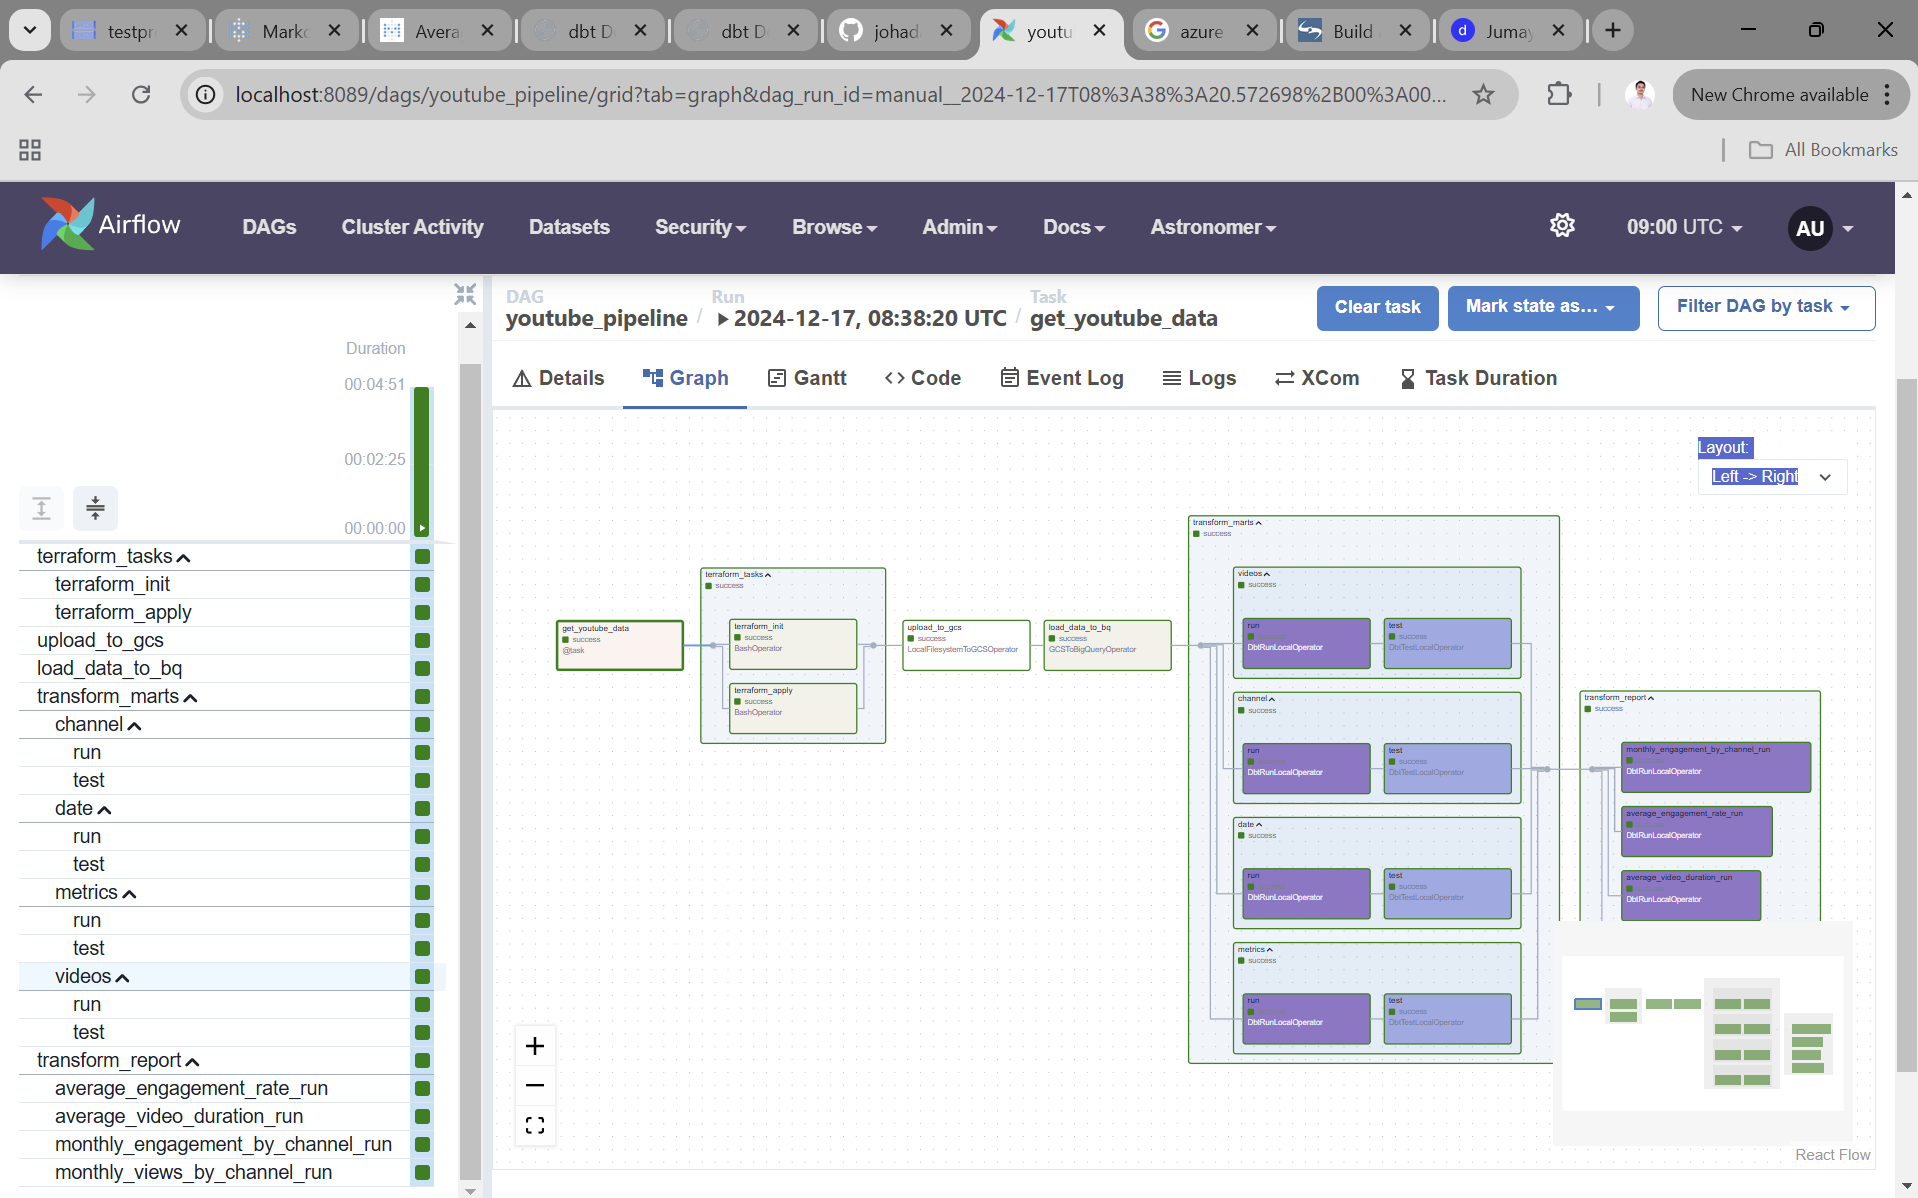 testpr
Marko
Avera
dbt D
dbt D
johad
youtu
azure
Build
Jumay
localhost:8089/dags/youtube_pipeline/grid?tab=graph&dag_run_id=manual__2024-12-17T08%3A38%3A20.572698%2B00%3A00...
New Chrome available
All Bookmarks
Airflow
DAGs
Cluster Activity
Datasets
Security
Browse
Admin
Docs
Astronomer
09:00 UTC
AU
Duration
00:04:51
00:02:25
00:00:00
terraform_tasks
terraform_init
terraform_apply
upload_to_gcs
load_data_to_bq
transform_marts
channel
run
test
date
run
test
metrics
run
test
videos
run
test
transform_report
average_engagement_rate_run
average_video_duration_run
monthly_engagement_by_channel_run
monthly_views_by_channel_run
DAG
youtube_pipeline
/
Run
2024-12-17, 08:38:20 UTC
/
Task
get_youtube_data
Clear task
Mark state as...
Filter DAG by task
Details
Graph
Gantt
Code
Event Log
Logs
XCom
Task Duration
Layout:
Left -> Right
get_youtube_data
success
@task
terraform_tasks
success
terraform_init
success
BashOperator
terraform_apply
success
BashOperator
upload_to_gcs
success
LocalFilesystemToGCSOperator
load_data_to_bq
success
GCSToBigQueryOperator
transform_marts
success
videos
success
run
DbtRunLocalOperator
test
success
DbtTestLocalOperator
channel
success
run
DbtRunLocalOperator
test
success
DbtTestLocalOperator
date
success
run
DbtRunLocalOperator
test
success
DbtTestLocalOperator
metrics
success
run
DbtRunLocalOperator
test
success
DbtTestLocalOperator
transform_report
success
monthly_engagement_by_channel_run
DbtRunLocalOperator
average_engagement_rate_run
DbtRunLocalOperator
average_video_duration_run
DbtRunLocalOperator
React Flow